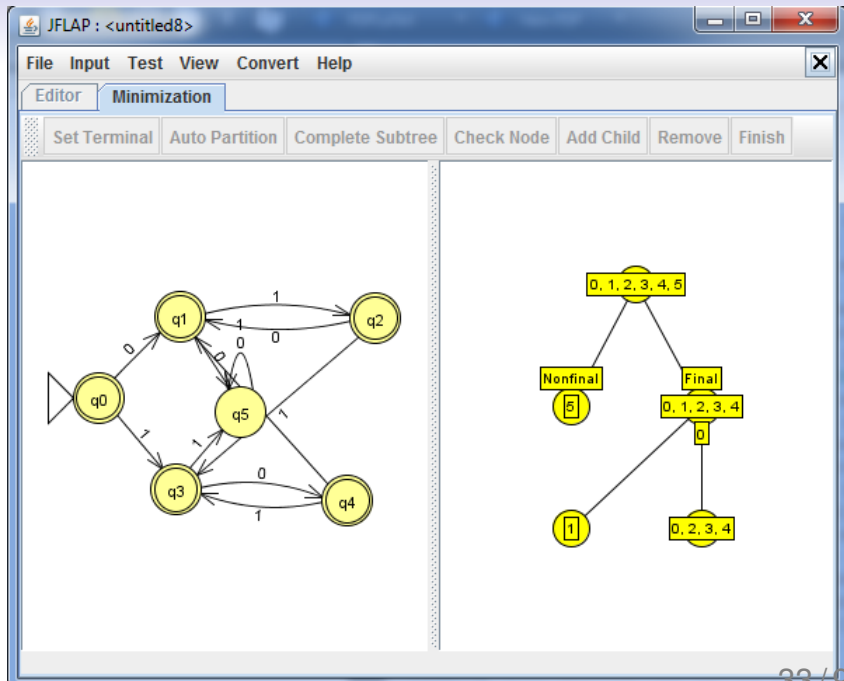 JFLAP : <untitled8>
File Input Test View Convert Help
Editor Minimization
Set Terminal Auto Partition Complete Subtree Check Node Add Child Remove Finish
0, 1, 2, 3, 4, 5
1
q1
q2
1
0
0
0
0
Nonfinal
Final
q0
q5
5
0, 1, 2, 3, 4
1
1
1
0
q3
0
q4
1
1
0, 2, 3, 4